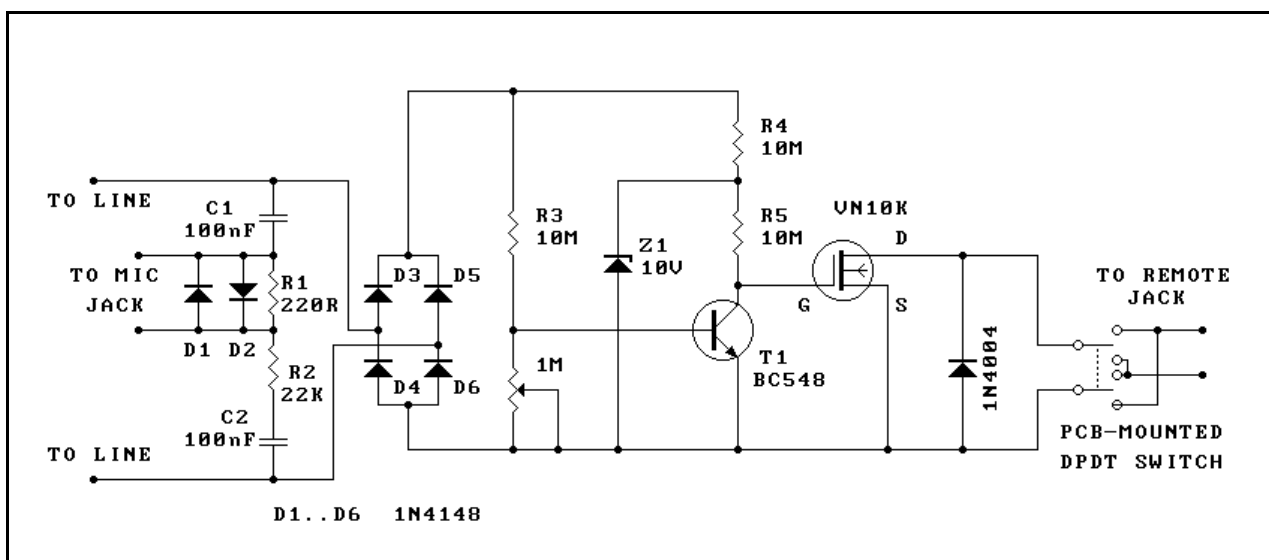 TO LINE
C1
100nF
TO MIC
JACK
R1
220R
D1 D2
R2
22K
C2
100nF
TO LINE
D1..D6 1N4148
D3 D5
D4 D6
R3
10M
1M
Z1
10V
R4
10M
R5
10M
VN10K
D
G S
T1
BC548
1N4004
TO REMOTE
JACK
PCB-MOUNTED
DPDT SWITCH